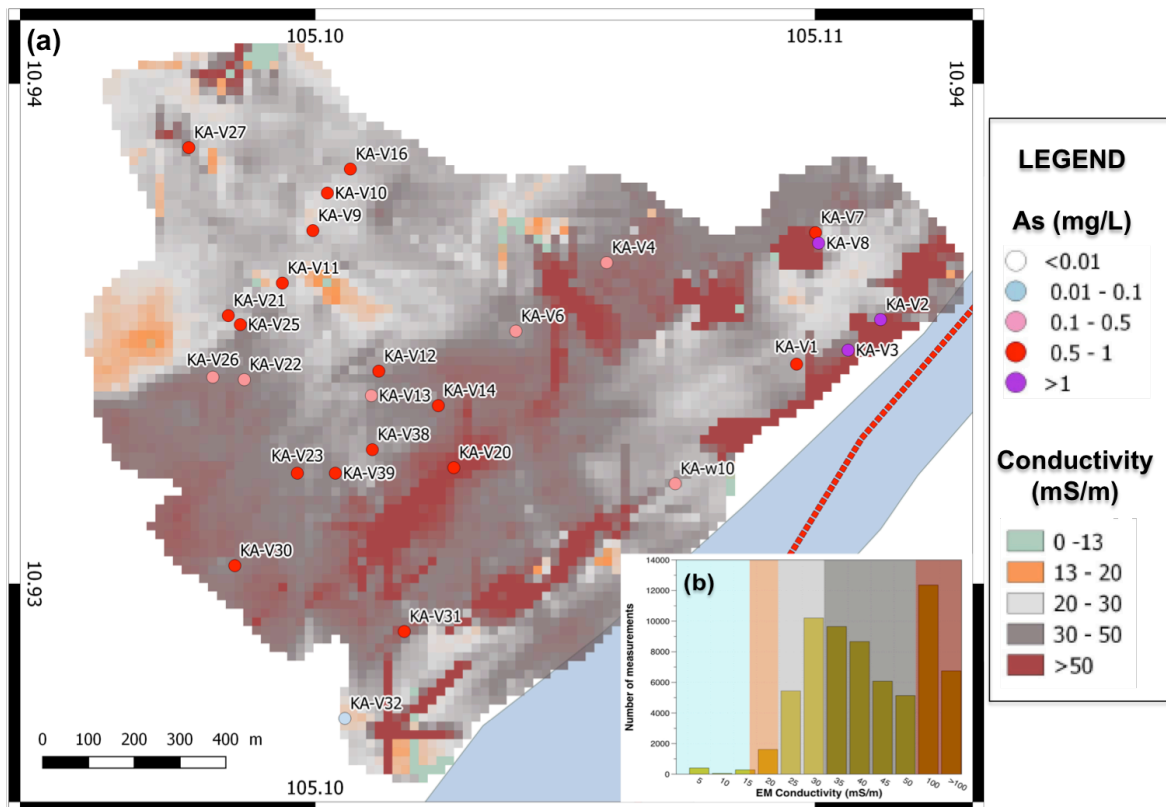 (a)
105.10
105.11
10.94
10.94
KA-V27
KA-V16
KA-V10
KA-V9
KA-V7
KA-V8
KA-V4
KA-V11
KA-V21
KA-V25
KA-V2
KA-V6
KA-V3
KA-V1
KA-V26
KA-V22
KA-V12
KA-V13
KA-V14
KA-V38
KA-V23
KA-V39
KA-V20
KA-w10
KA-V30
KA-V31
KA-V32
10.93
10.93
0 100 200 300 400 m
105.10
LEGEND
As (mg/L)
<0.01
0.01 - 0.1
0.1 - 0.5
0.5 - 1
>1
Conductivity
(mS/m)
0 -13
13 - 20
20 - 30
30 - 50
>50
(b)
Number of measurements
14000
12000
10000
8000
6000
4000
2000
0
5 10 15 20 25 30 35 40 45 50 100 >100
EM Conductivity (mS/m)